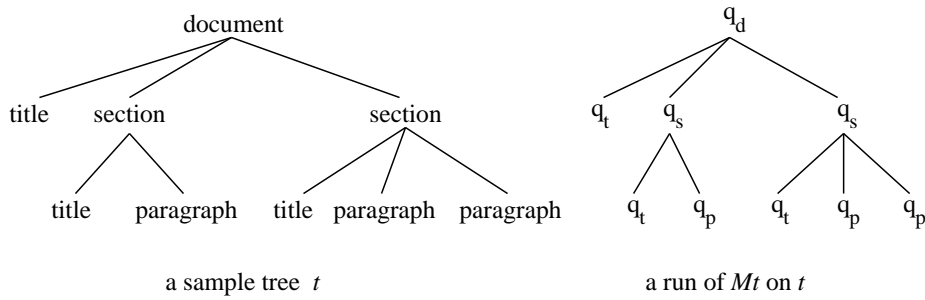 document q_d
title section section q_t q_s q_s
title paragraph title paragraph paragraph q_t q_p q_t q_p q_p
a sample tree t a run of Mt on t